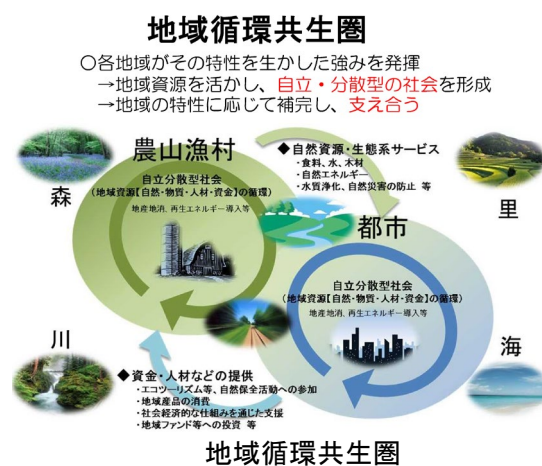 地域循環共生圏
〇各地域がその特性を生かした強みを発揮
→地域資源を活かし、自立・分散型の社会を形成
→地域の特性に応じて補完し、支え合う
農山漁村
自立分散型社会
(地域資源【自然・物質・人材・資金】の循環)
地産地消、再生エネルギー導入等
◆自然資源・生態系サービス
・食料、水、木材
・自然エネルギー
・水質浄化、自然災害の防止 等
森
里
都市
自立分散型社会
(地域資源【自然・物質・人材・資金】の循環)
地産地消、再生エネルギー導入等
川
海
◆資金・人材などの提供
・エコツーリズム等、自然保全活動への参加
・地域産品の消費
・社会経済的な仕組みを通じた支援
・地域ファンド等への投資 等
地域循環共生圏